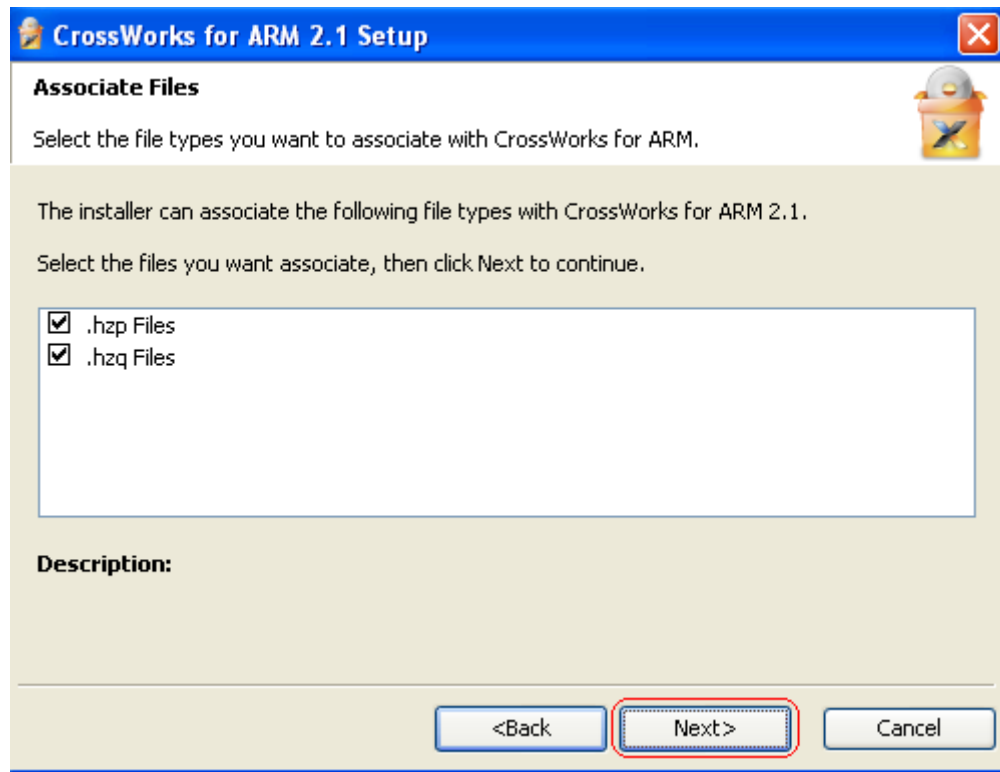 CrossWorks for ARM 2.1 Setup
Associate Files
Select the file types you want to associate with CrossWorks for ARM.
The installer can associate the following file types with CrossWorks for ARM 2.1.
Select the files you want associate, then click Next to continue.
.hzp Files
.hzq Files
Description:
<Back Next> Cancel